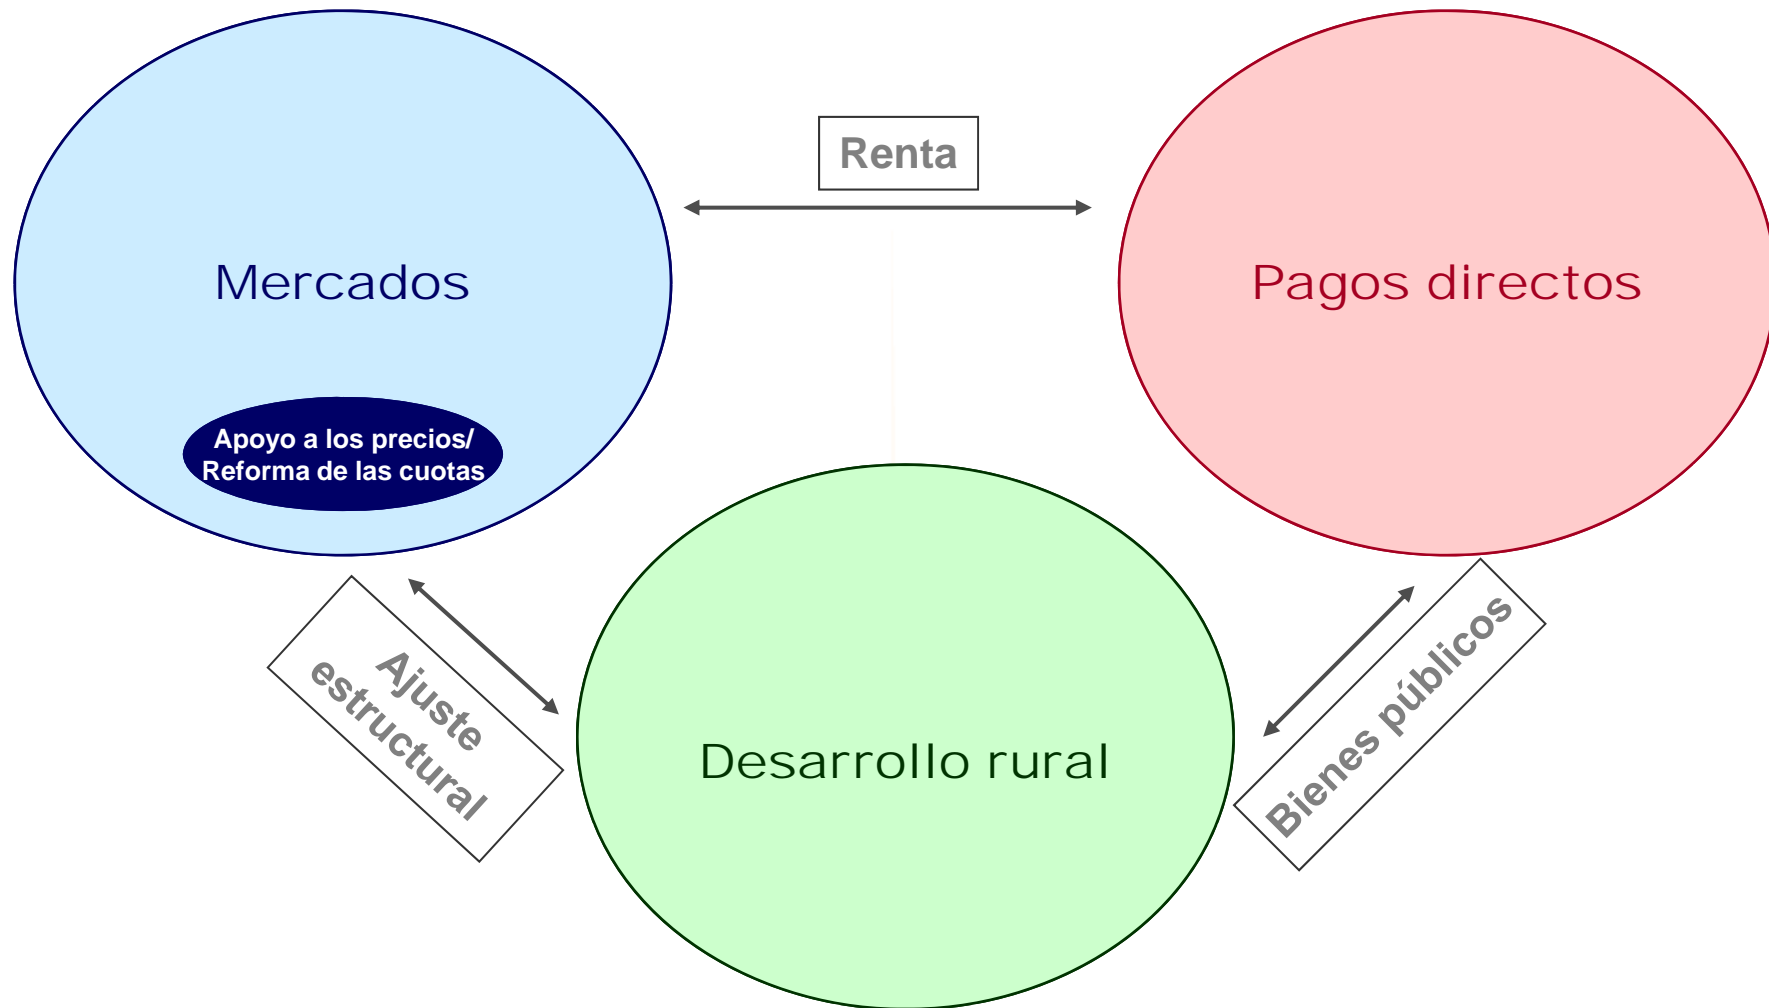 Renta
Mercados
Pagos directos
Apoyo a los precios/
Reforma de las cuotas
Ajuste
estructural
Bienes públicos
Desarrollo rural